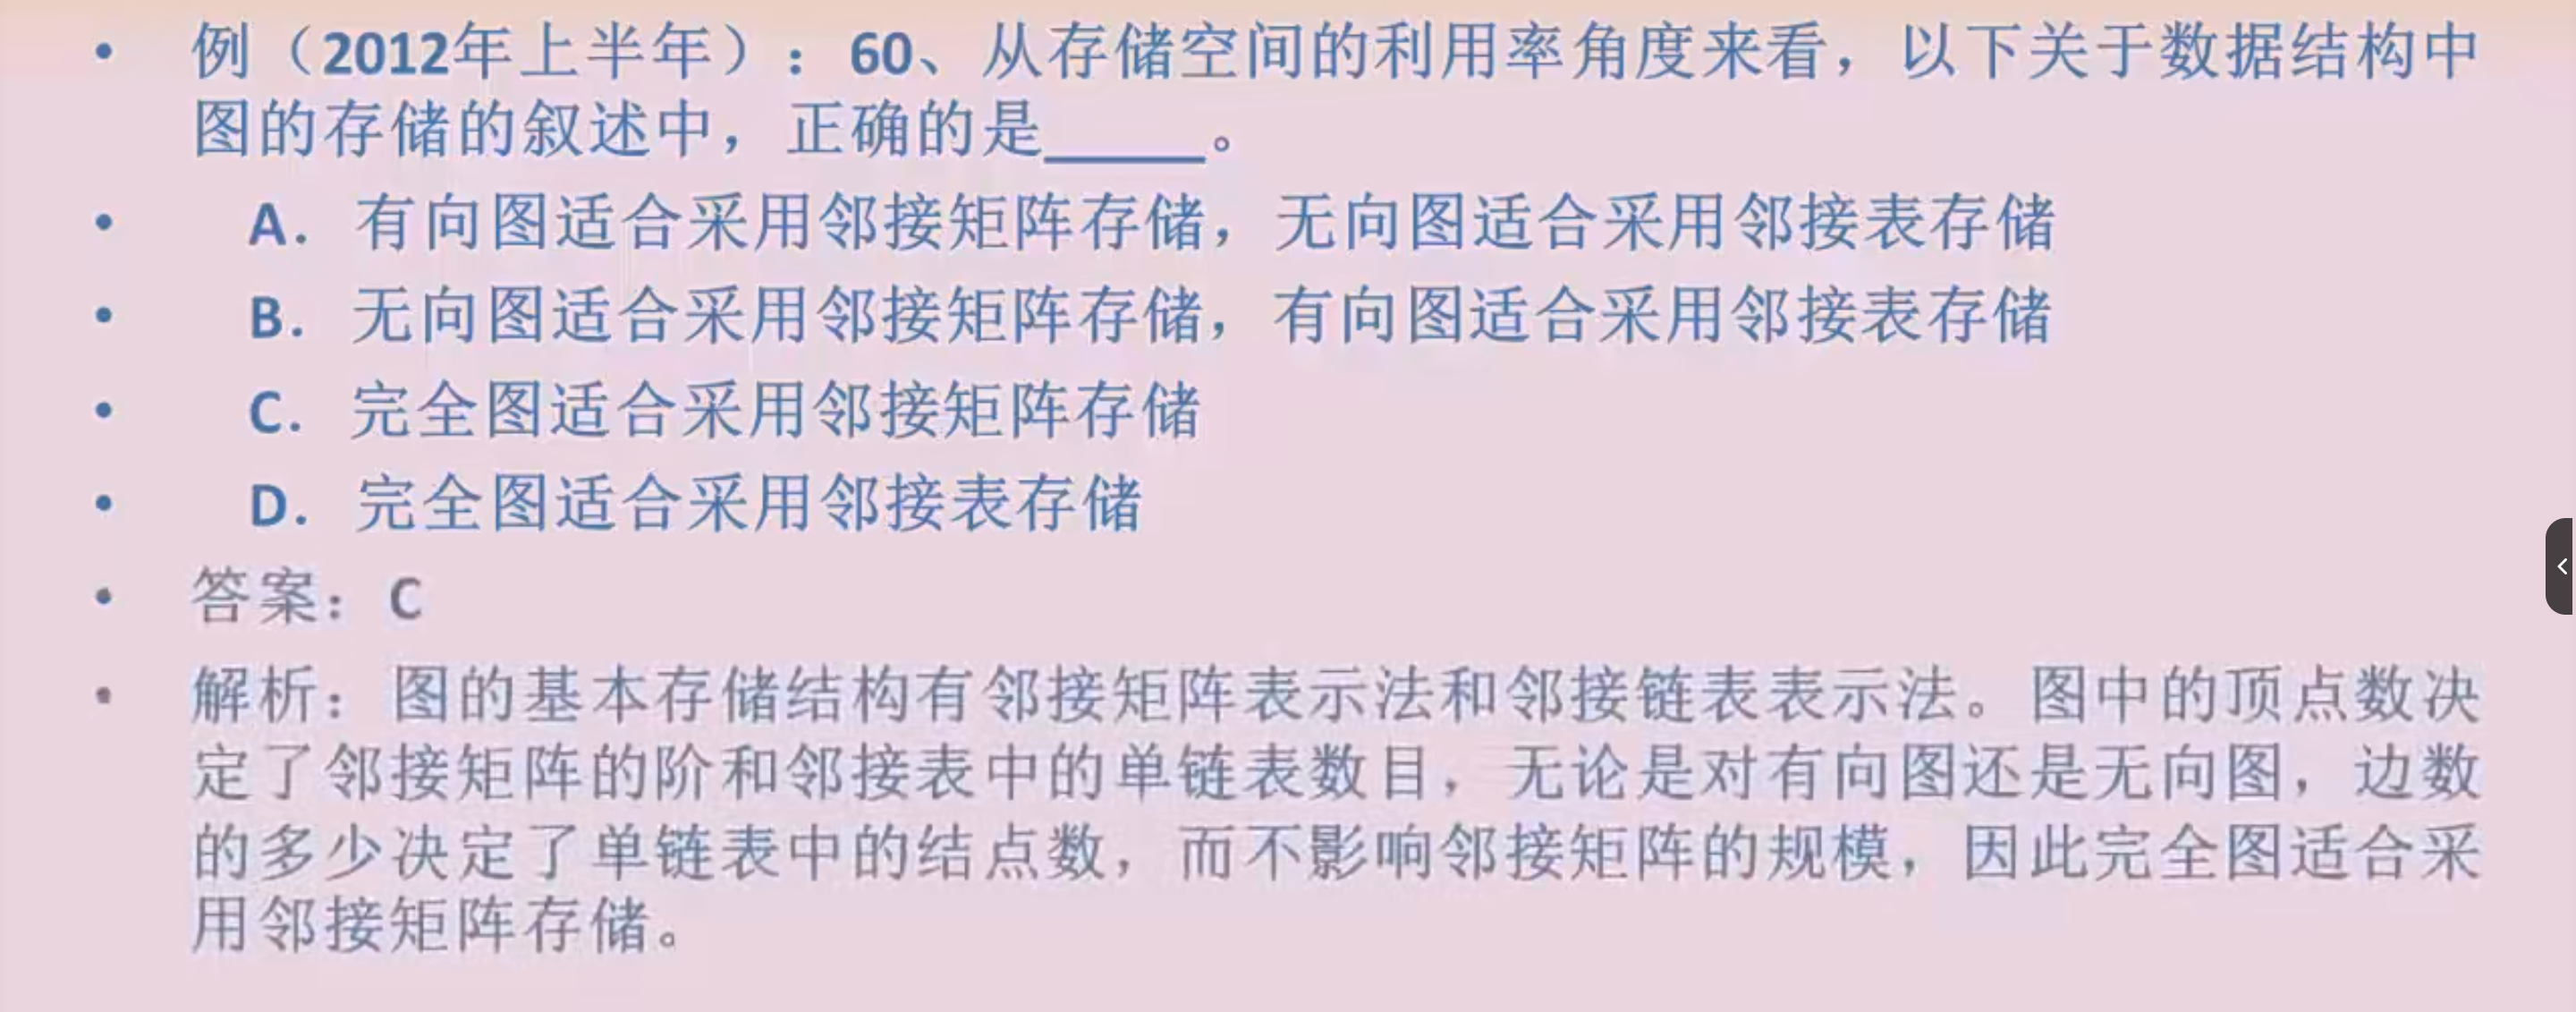 • 例（2012年上半年）：60、从存储空间的利用率角度来看，以下关于数据结构中
图的存储的叙述中，正确的是_____。
• A. 有向图适合采用邻接矩阵存储，无向图适合采用邻接表存储
• B. 无向图适合采用邻接矩阵存储，有向图适合采用邻接表存储
• C. 完全图适合采用邻接矩阵存储
• D. 完全图适合采用邻接表存储
• 答案：C
• 解析：图的基本存储结构有邻接矩阵表示法和邻接链表表示法。图中的顶点数决
定了邻接矩阵的阶和邻接表中的单链表数目，无论是对有向图还是无向图，边数
的多少决定了单链表中的结点数，而不影响邻接矩阵的规模，因此完全图适合采
用邻接矩阵存储。